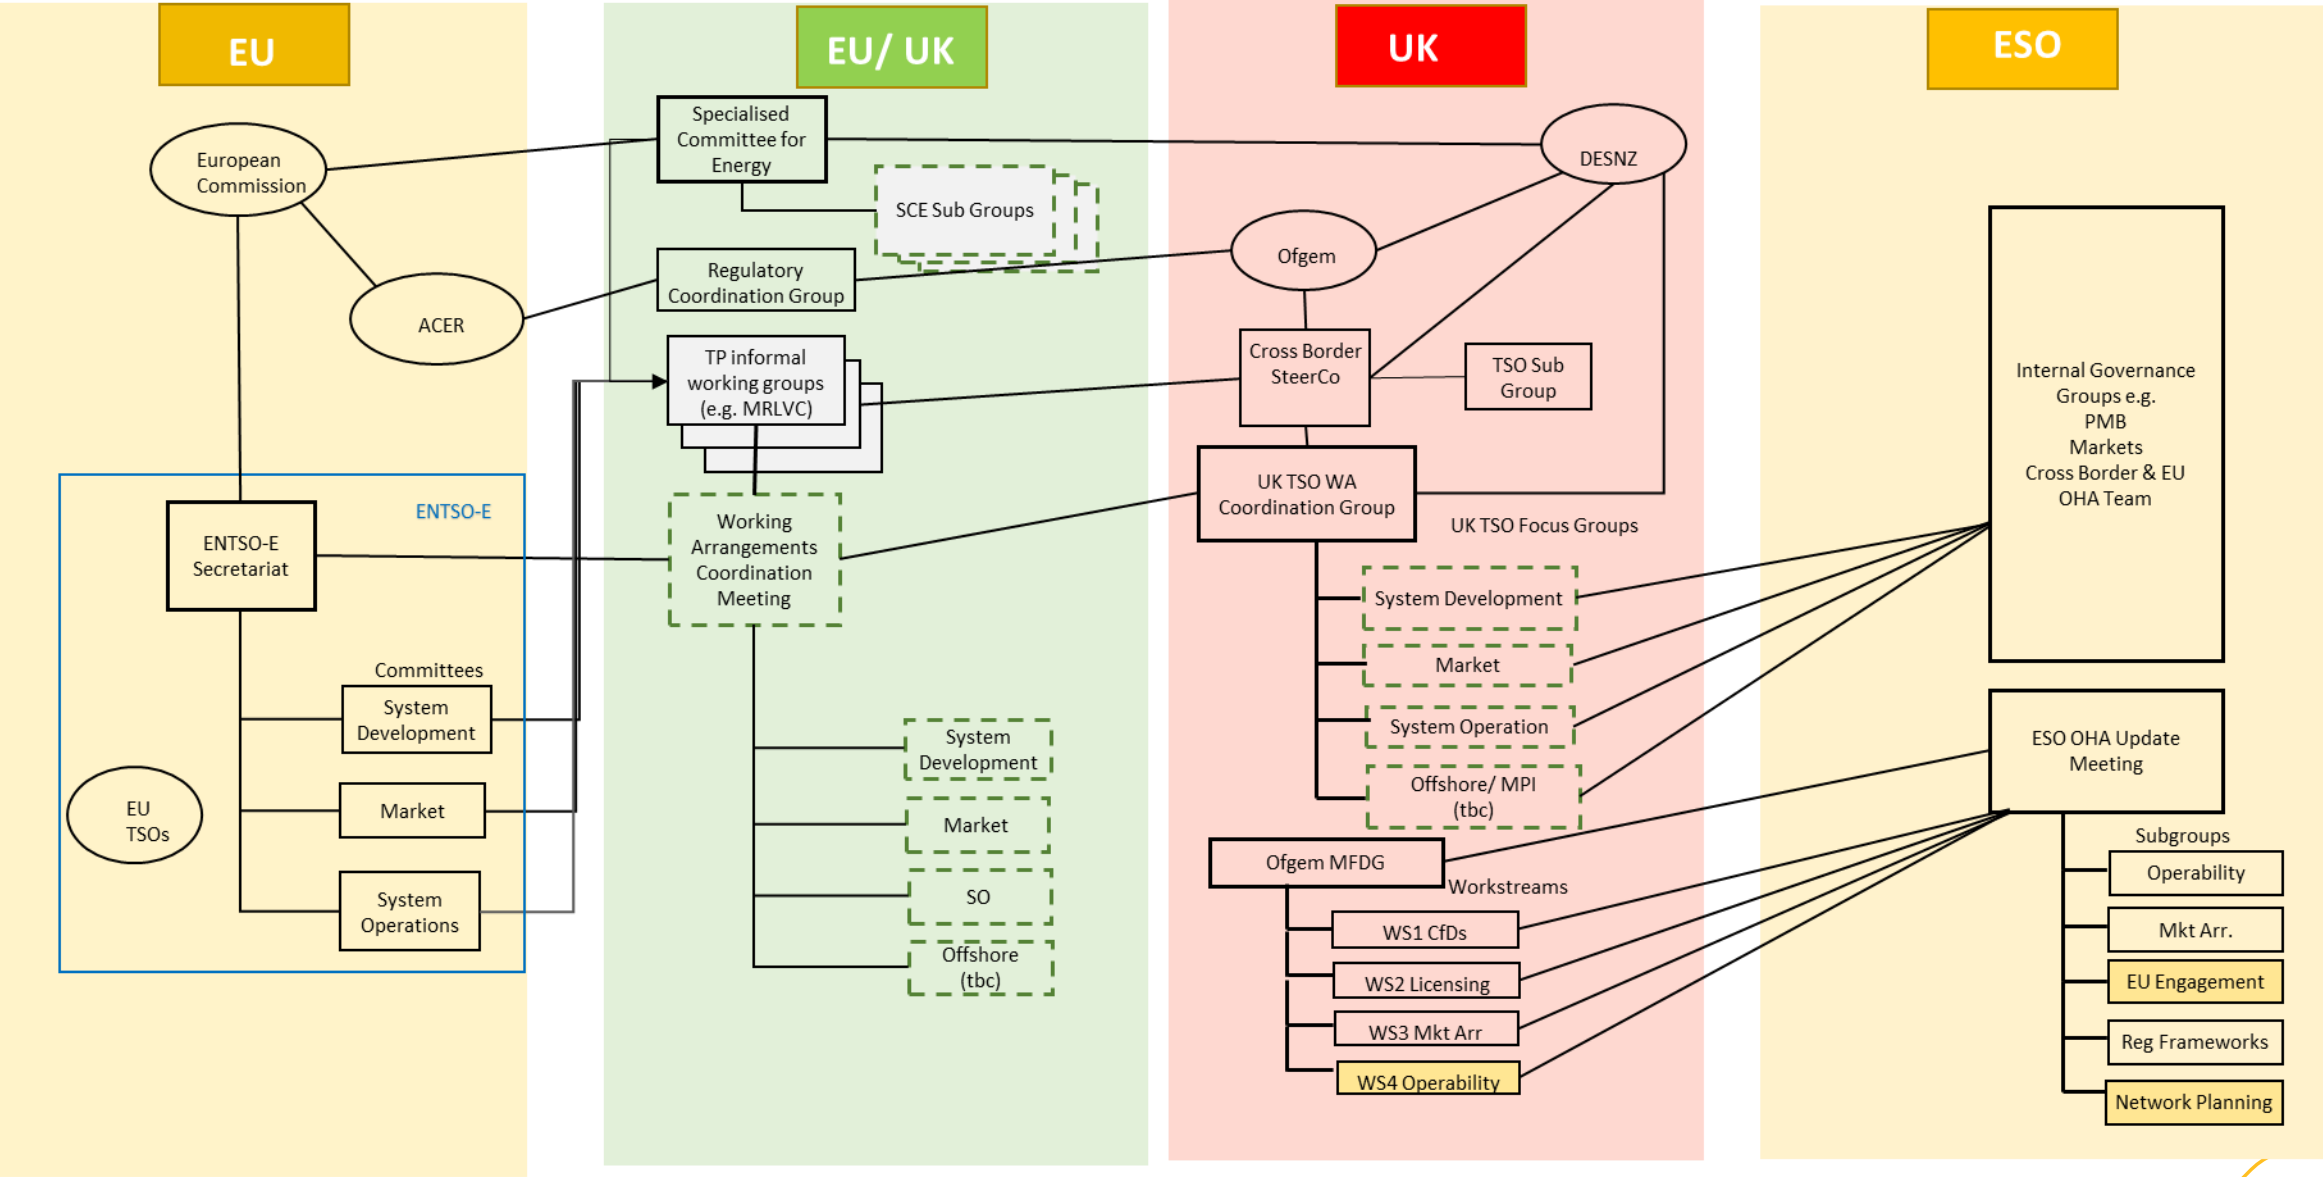 EU
EU/ UK
UK
ESO
European
Commission
ACER
ENTSO-E
ENTSO-E
Secretariat
Committees
System
Development
Market
System
Operations
EU
TSOs
Specialised
Committee for
Energy
SCE Sub Groups
Regulatory
Coordination Group
TP informal
working groups
(e.g. MRLVC)
Working
Arrangements
Coordination
Meeting
System
Development
Market
SO
Offshore
(tbc)
DESNZ
Ofgem
Cross Border
SteerCo
TSO Sub
Group
UK TSO WA
Coordination Group
UK TSO Focus Groups
System Development
Market
System Operation
Offshore/ MPI
(tbc)
Ofgem MFDG
Workstreams
WS1 CfDs
WS2 Licensing
WS3 Mkt Arr
WS4 Operability
Internal Governance
Groups e.g.
PMB
Markets
Cross Border & EU
OHA Team
ESO OHA Update
Meeting
Subgroups
Operability
Mkt Arr.
EU Engagement
Reg Frameworks
Network Planning